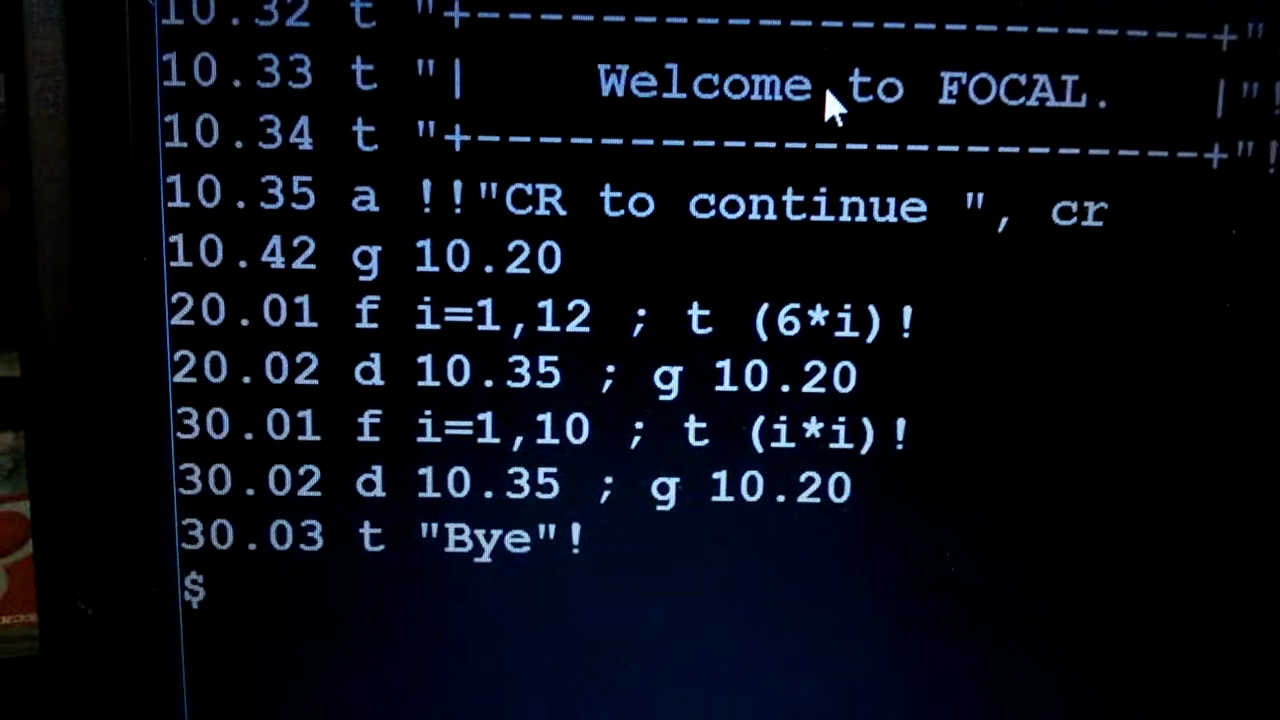 10.32 t "+-------------------------+"
10.33 t "|    Welcome to FOCAL.    |"!
10.34 t "+-------------------------+"!
10.35 a !!"CR to continue ", cr
10.42 g 10.20
20.01 f i=1,12 ; t (6*i)!
20.02 d 10.35 ; g 10.20
30.01 f i=1,10 ; t (i*i)!
30.02 d 10.35 ; g 10.20
30.03 t "Bye"!
$